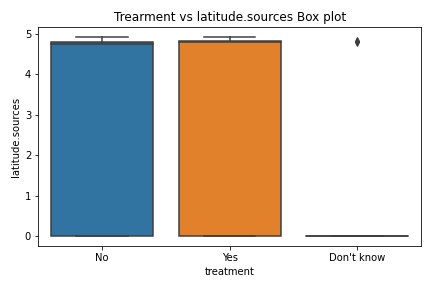 Trearment vs latitude.sources Box plot
latitude.sources
5
4
3
2
1
0
No Yes Don't know
treatment